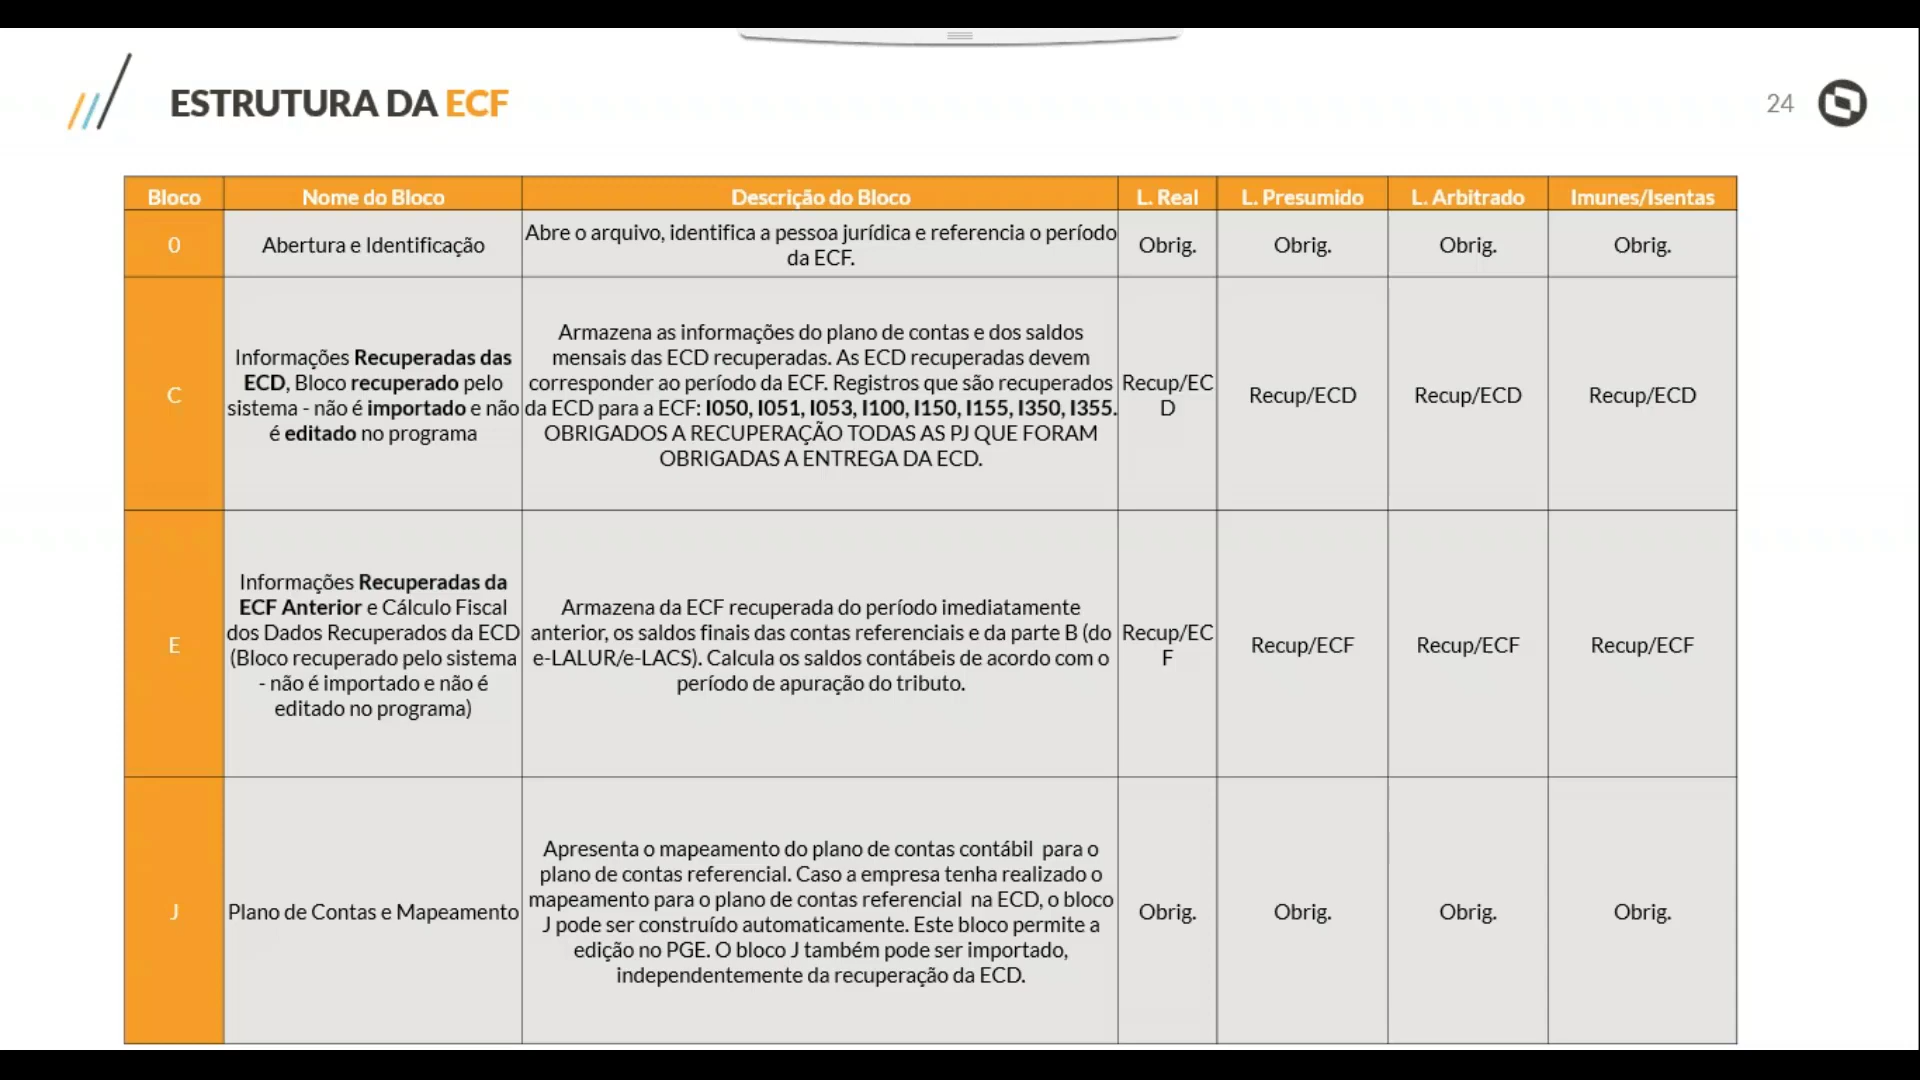 ESTRUTURA DA ECF
24
Bloco Nome do Bloco Descrição do Bloco L. Real L. Presumido L. Arbitrado Imunes/Isentas
0
Abertura e Identificação
Abre o arquivo, identifica a pessoa jurídica e referencia o período
da ECF.
Obrig.
Obrig.
Obrig.
Obrig.
C
Informações Recuperadas das
ECD, Bloco recuperado pelo
sistema - não é importado e não
é editado no programa
Armazena as informações do plano de contas e dos saldos
mensais das ECD recuperadas. As ECD recuperadas devem
corresponder ao período da ECF. Registros que são recuperados
da ECD para a ECF: I050, I051, I053, I100, I150, I155, I350, I355.
OBRIGADOS A RECUPERAÇÃO TODAS AS PJ QUE FORAM
OBRIGADAS A ENTREGA DA ECD.
Recup/EC
D
Recup/ECD
Recup/ECD
Recup/ECD
E
Informações Recuperadas da
ECF Anterior e Cálculo Fiscal
dos Dados Recuperados da ECD
(Bloco recuperado pelo sistema
- não é importado e não é
editado no programa)
Armazena da ECF recuperada do período imediatamente
anterior, os saldos finais das contas referenciais e da parte B (do
e-LALUR/e-LACS). Calcula os saldos contábeis de acordo com o
período de apuração do tributo.
Recup/EC
F
Recup/ECF
Recup/ECF
Recup/ECF
J
Plano de Contas e Mapeamento
Apresenta o mapeamento do plano de contas contábil para o
plano de contas referencial. Caso a empresa tenha realizado o
mapeamento para o plano de contas referencial na ECD, o bloco
J pode ser construído automaticamente. Este bloco permite a
edição no PGE. O bloco J também pode ser importado,
independentemente da recuperação da ECD.
Obrig.
Obrig.
Obrig.
Obrig.